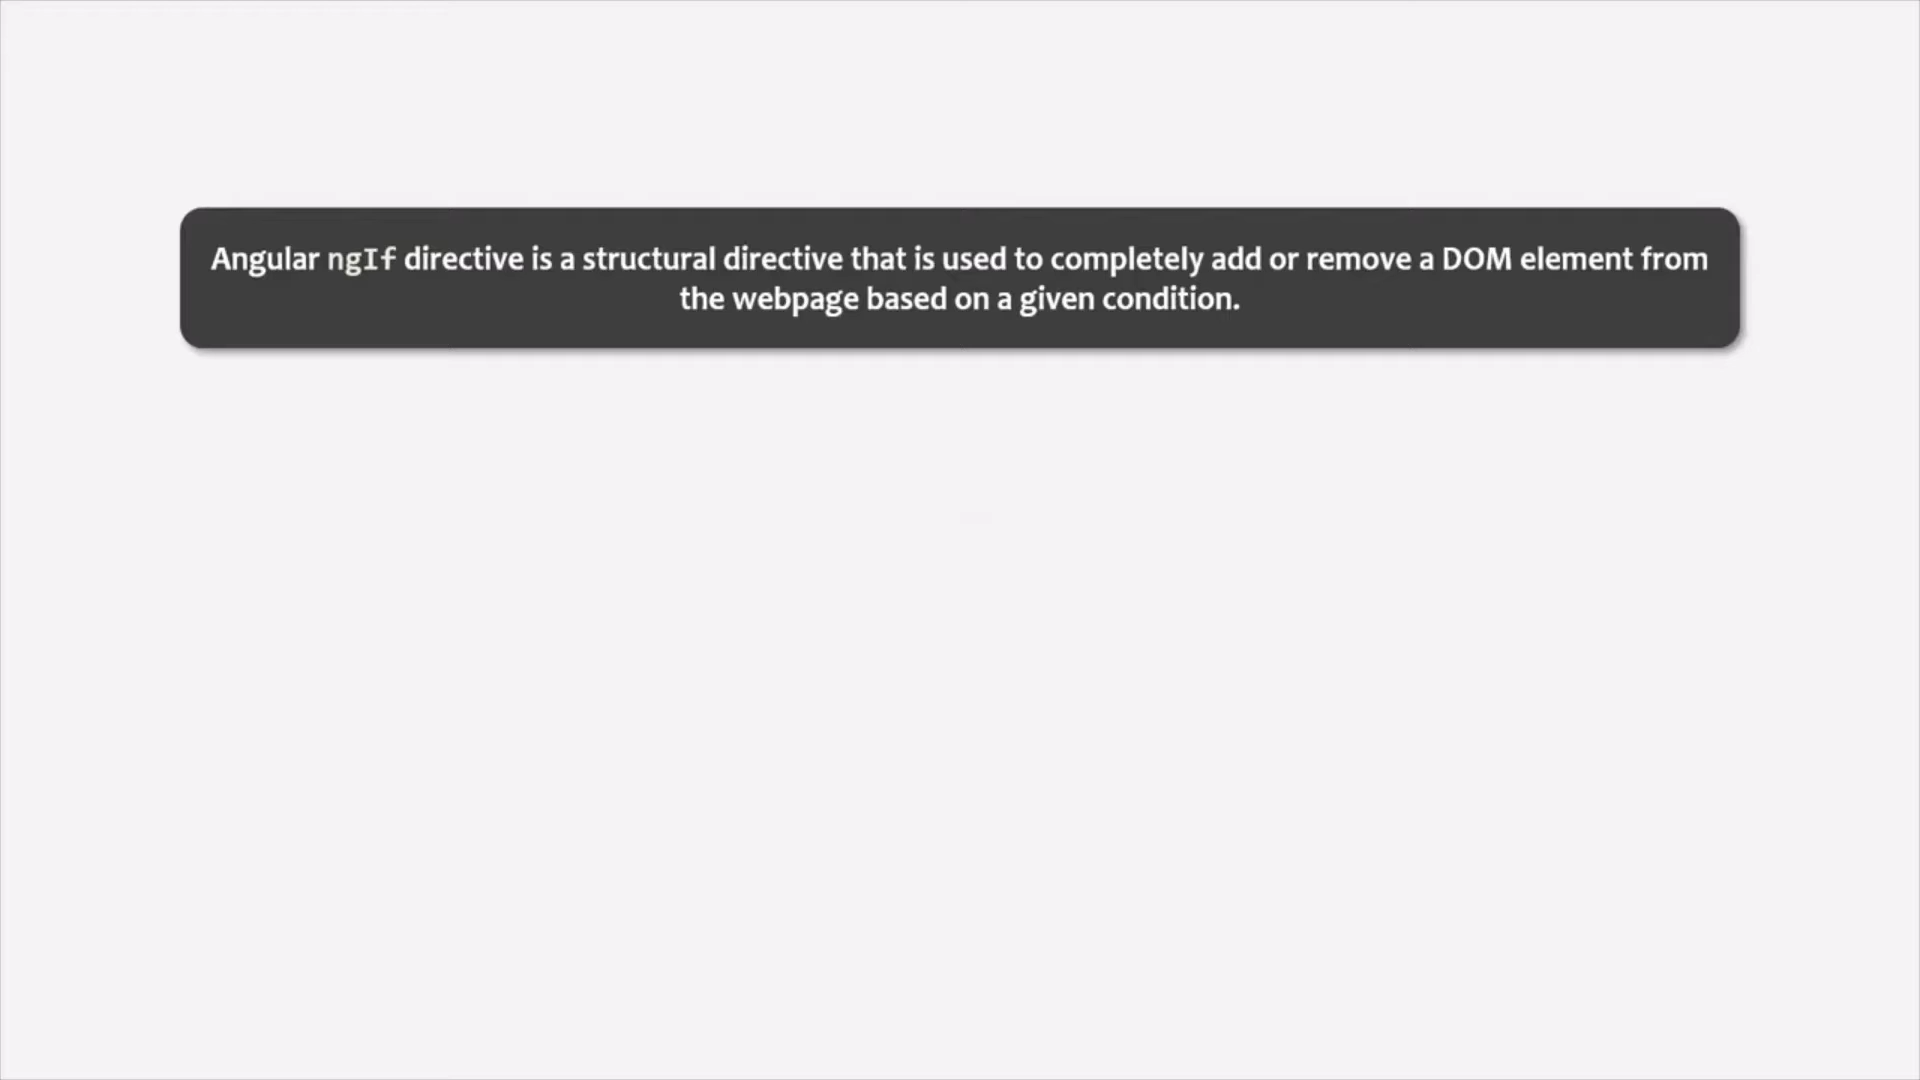 Angular ngIf directive is a structural directive that is used to completely add or remove a DOM element from
the webpage based on a given condition.